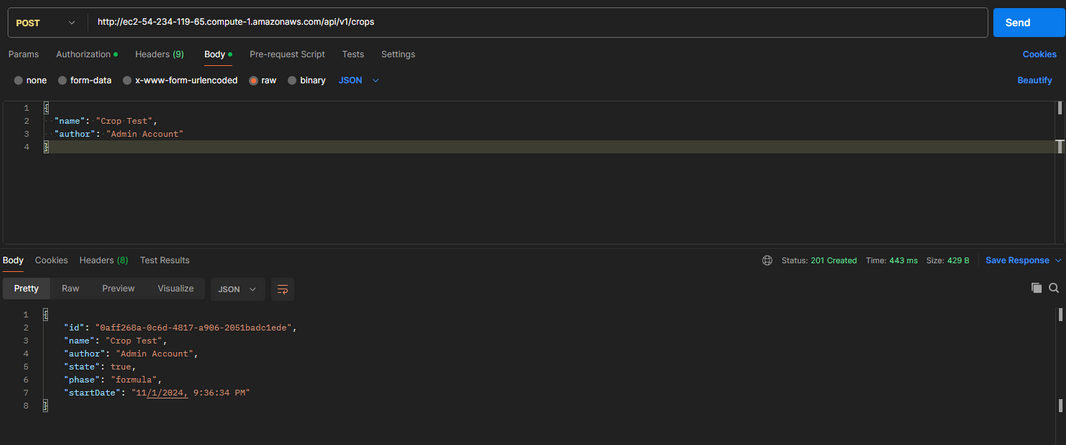 POST http://ec2-54-234-119-65.compute-1.amazonaws.com/api/v1/crops Send
Params Authorization Headers (9) Body Pre-request Script Tests Settings Cookies
none form-data x-www-form-urlencoded raw binary JSON Beautify
1 {
2 "name": "Crop Test",
3 "author": "Admin Account"
4 }
Body Cookies Headers (8) Test Results Status: 201 Created Time: 443 ms Size: 429 B Save Response
Pretty Raw Preview Visualize JSON
1 {
2 "id": "0aff268a-0c6d-4817-a906-2051badc1ede",
3 "name": "Crop Test",
4 "author": "Admin Account",
5 "state": true,
6 "phase": "formula",
7 "startDate": "11/1/2024, 9:36:34 PM"
8 }